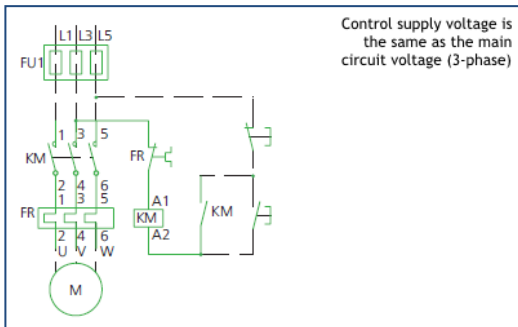 Control supply voltage is
the same as the main
circuit voltage (3-phase)
L1 L3 L5
FU1
1 3 5
KM
FR
2 4 6
1 3 5
A1
FR
KM
KM
A2
2 4 6
U V W
M